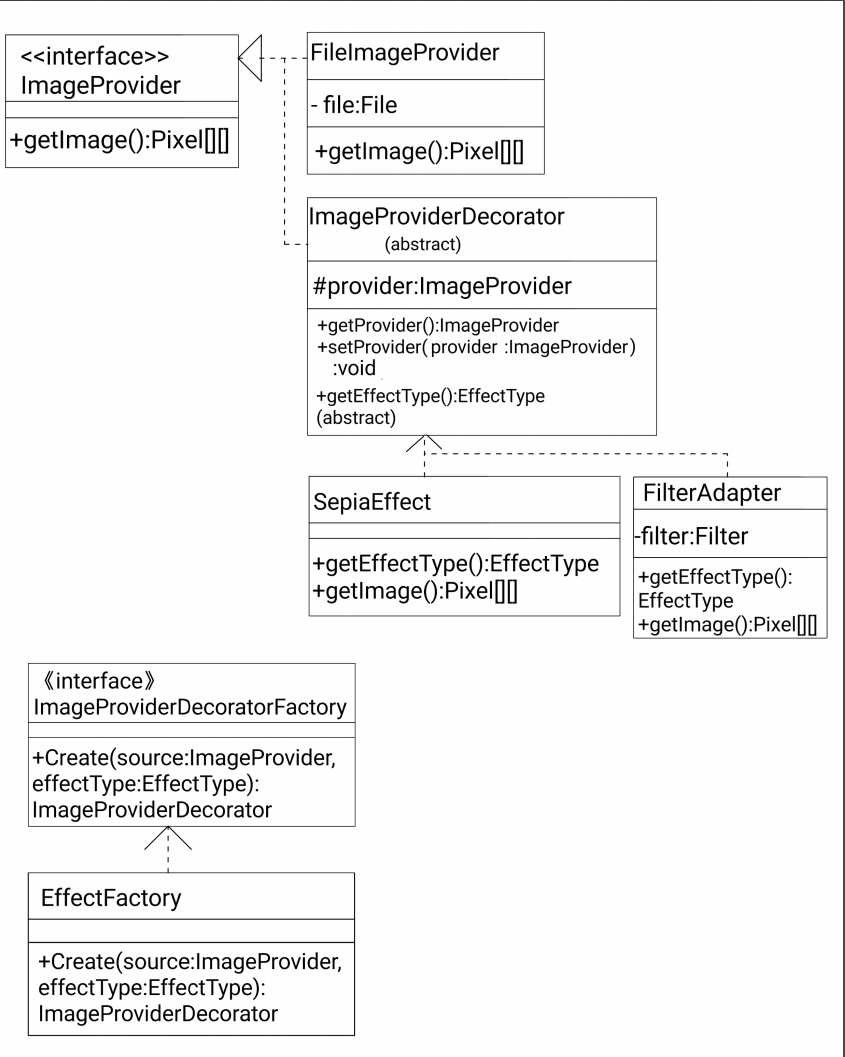 <<interface>>
ImageProvider
+getImage():Pixel[][]
FileImageProvider
- file:File
+getImage():Pixel[][]
ImageProviderDecorator
(abstract)
#provider:ImageProvider
+getProvider():ImageProvider
+setProvider( provider :ImageProvider)
:void
+getEffectType():EffectType
(abstract)
SepiaEffect
+getEffectType():EffectType
+getImage():Pixel[][]
FilterAdapter
-filter:Filter
+getEffectType():
EffectType
+getImage():Pixel[][]
《interface》
ImageProviderDecoratorFactory
+Create(source:ImageProvider,
effectType:EffectType):
ImageProviderDecorator
EffectFactory
+Create(source:ImageProvider,
effectType:EffectType):
ImageProviderDecorator